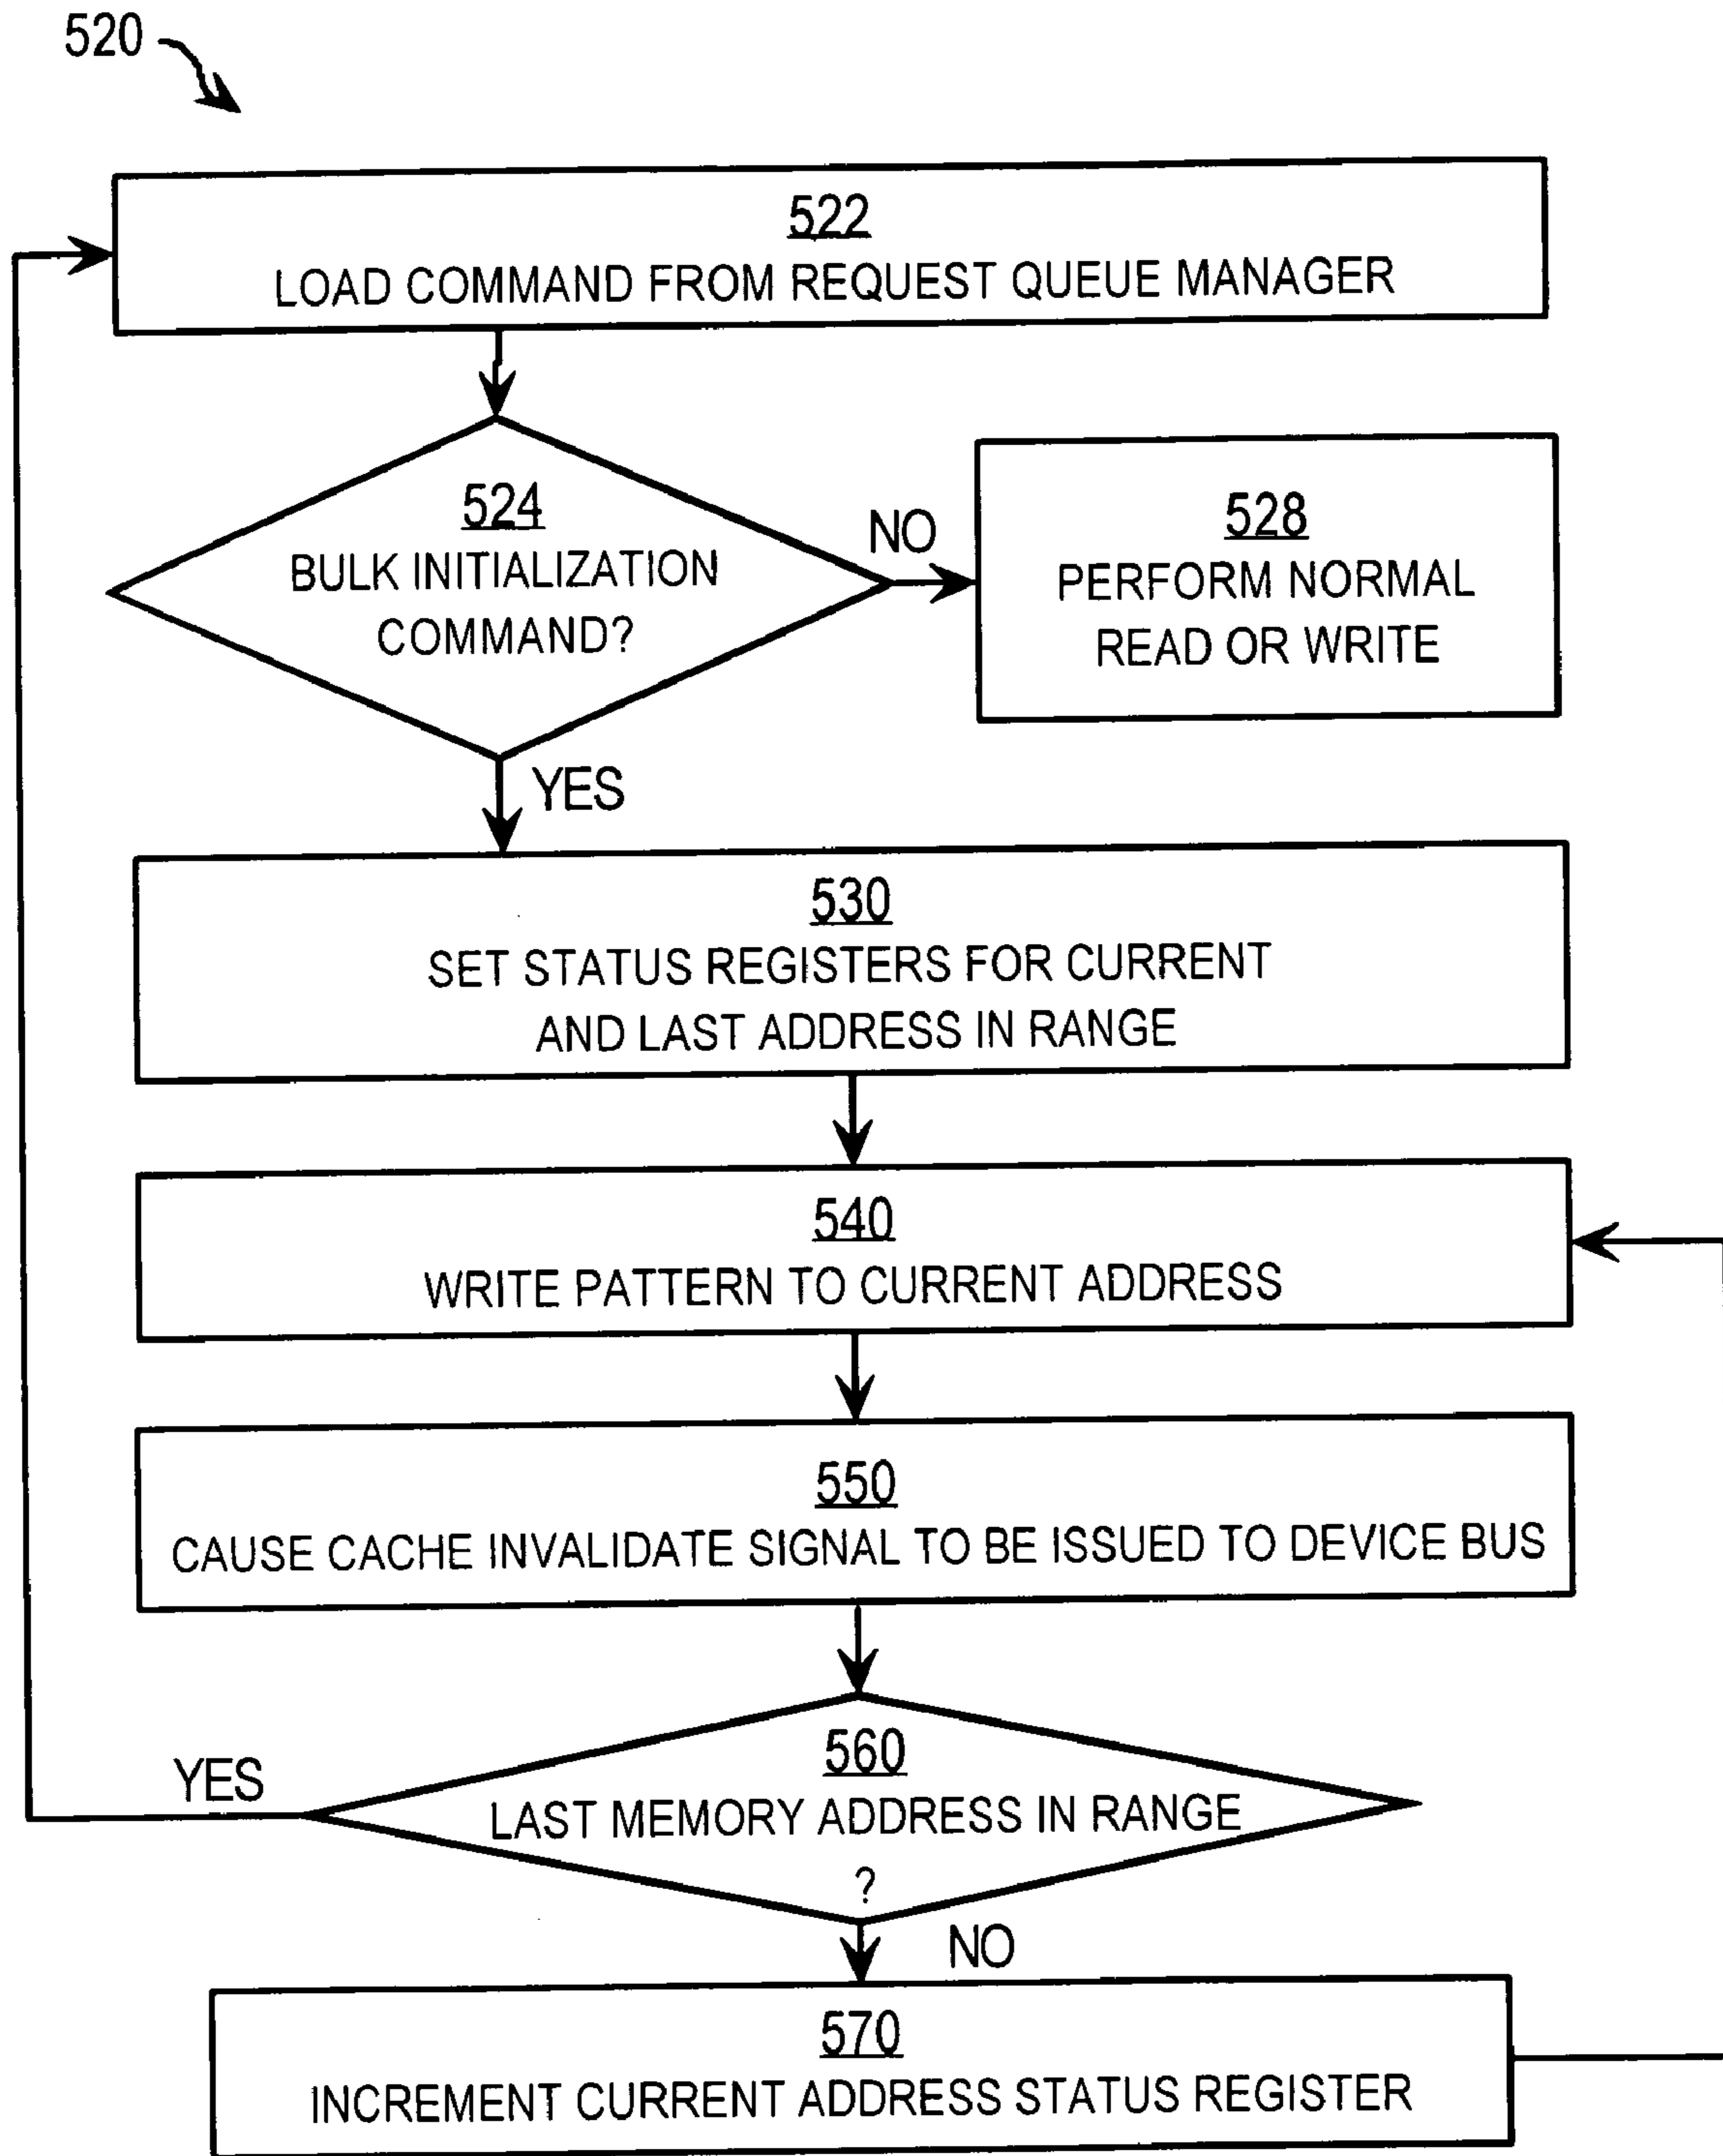 520
522
LOAD COMMAND FROM REQUEST QUEUE MANAGER
524
BULK INITIALIZATION
COMMAND?
NO
528
PERFORM NORMAL
READ OR WRITE
YES
530
SET STATUS REGISTERS FOR CURRENT
AND LAST ADDRESS IN RANGE
540
WRITE PATTERN TO CURRENT ADDRESS
550
CAUSE CACHE INVALIDATE SIGNAL TO BE ISSUED TO DEVICE BUS
YES
560
LAST MEMORY ADDRESS IN RANGE
?
NO
570
INCREMENT CURRENT ADDRESS STATUS REGISTER